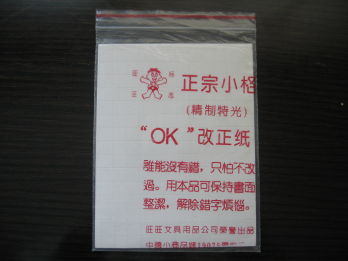 正宗小格
(精制特光)
“OK”改正纸
誰能沒有錯，只怕不改
過。用本品可保持書面
整潔，解除錯字煩惱。
旺旺文具用品公司榮譽出品